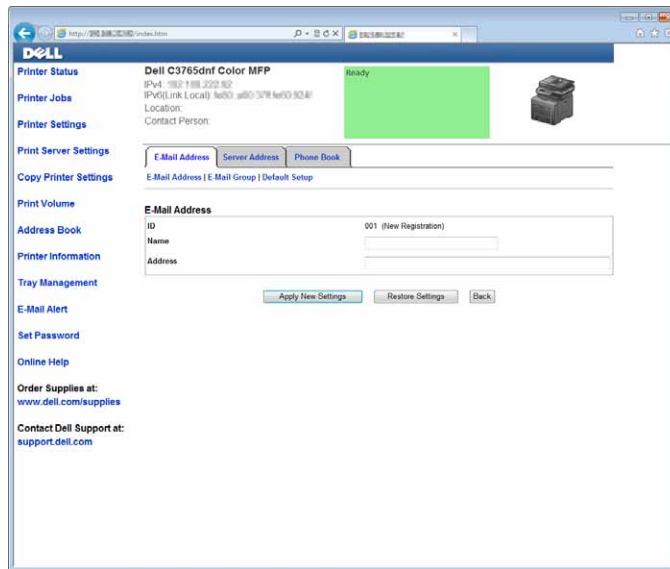 /index.htm
DELL
Printer Status
Printer Jobs
Printer Settings
Print Server Settings
Copy Printer Settings
Print Volume
Address Book
Printer Information
Tray Management
E-Mail Alert
Set Password
Online Help
Order Supplies at:
www.dell.com/supplies
Contact Dell Support at:
support.dell.com
Dell C3765dnf Color MFP
IPv4:
IPv6(Link Local)
Location:
Contact Person:
Ready
E-Mail Address Server Address Phone Book
E-Mail Address | E-Mail Group | Default Setup
E-Mail Address
ID 001 (New Registration)
Name
Address
Apply New Settings Restore Settings Back